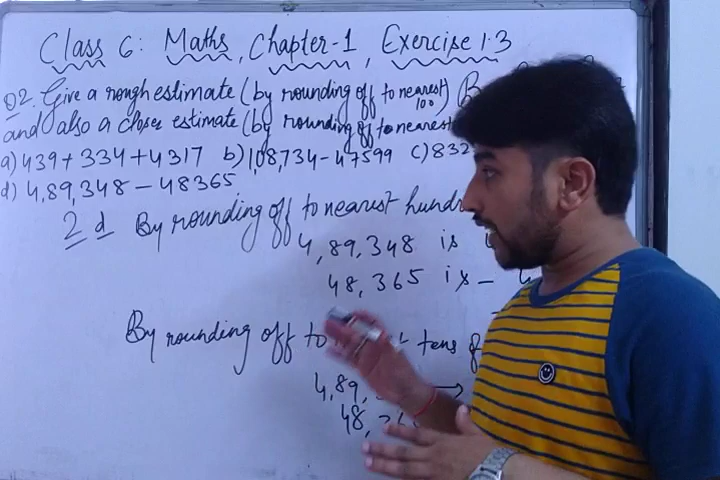 Class 6: Maths, Chapter-1, Exercise 1.3
Q2. Give a rough estimate (by rounding off to nearest 100)
and also a closer estimate (by rounding off to nearest
a) 439+334+4317 b) 1,08,734-47599 c) 832
d) 4,89,348-48365
2 d By rounding off to nearest
4,89,348 is
48,365 is
By rounding off to tens
4,89,
48,